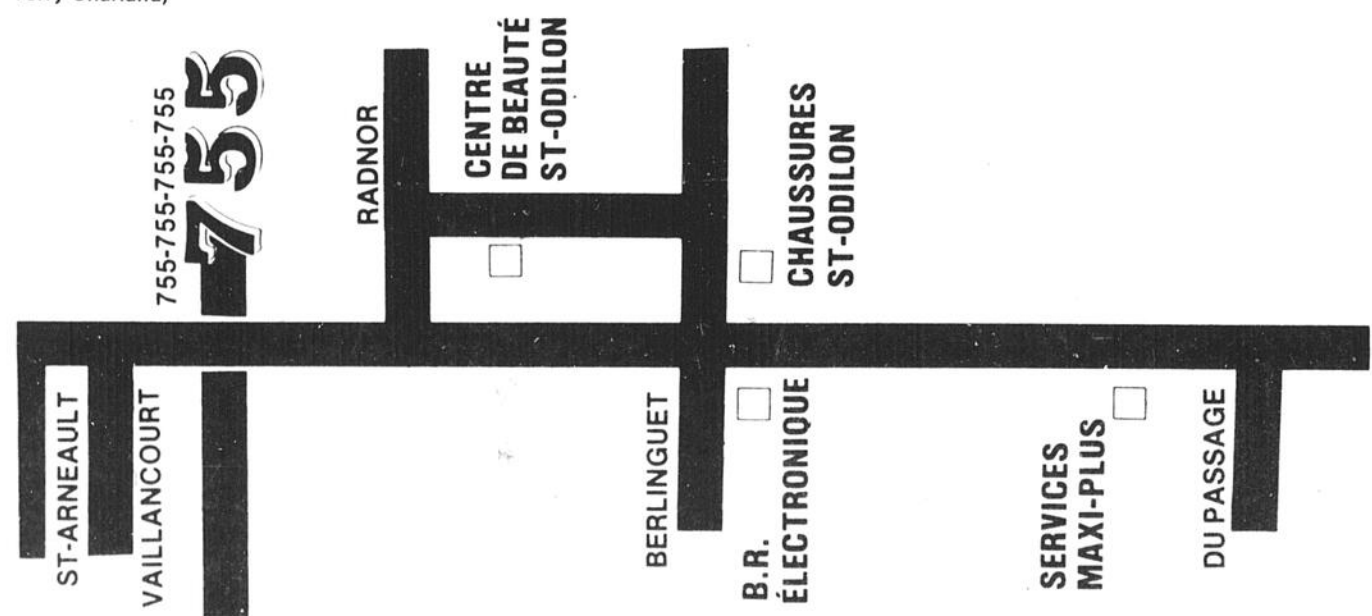 755-755-755-755-755
755
ST-ARNEAULT
VAILLANCOURT
RADNOR
CENTRE
DE BEAUTÉ
ST-ODILON
CHAUSSURES
ST-ODILON
BERLINGUET
B.R.
ÉLECTRONIQUE
SERVICES
MAXI-PLUS
DU PASSAGE